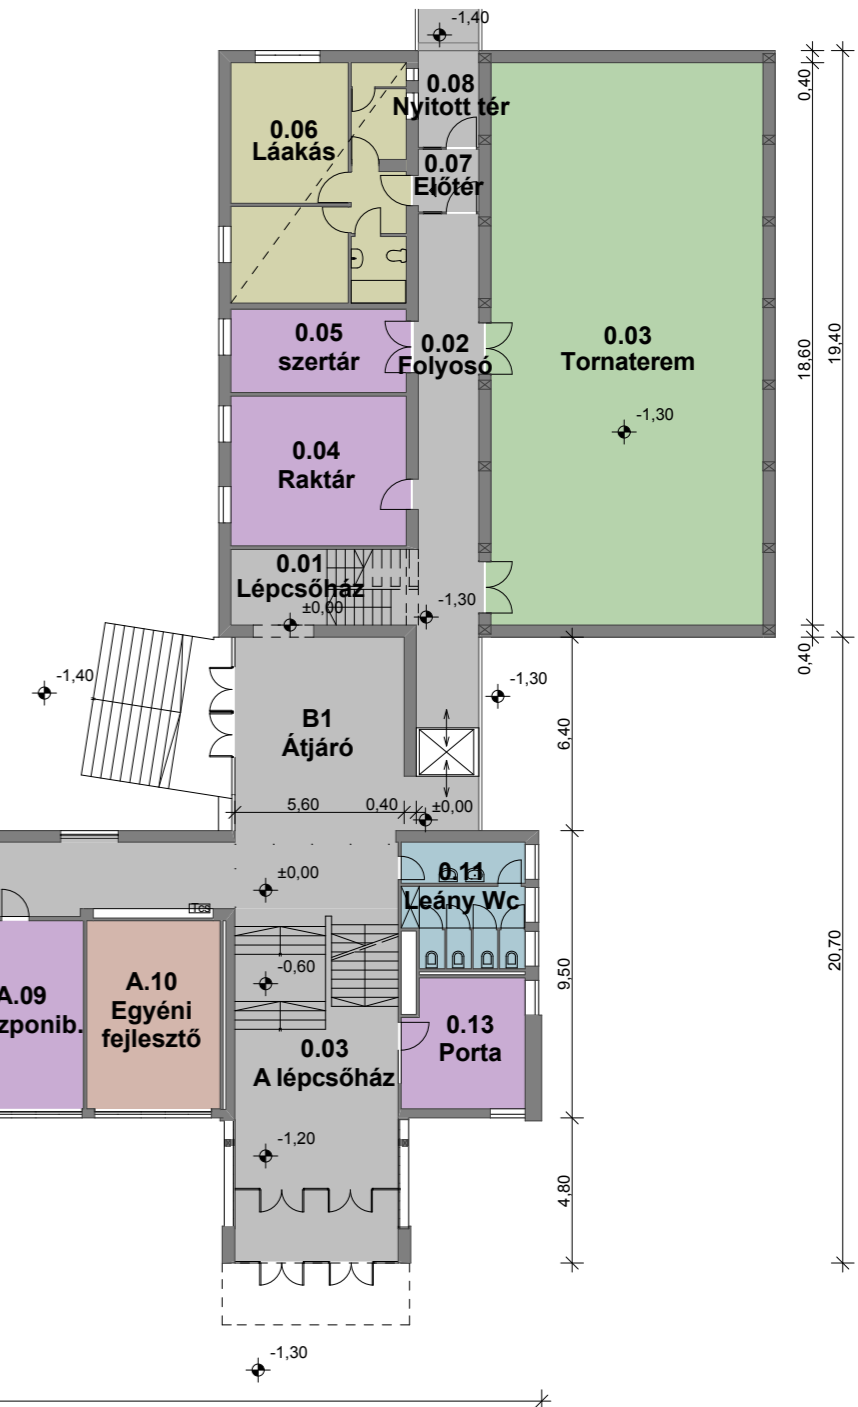 -1,40
0.08
Nyitott tér
0,40
0.06
Láakás
0.07
Előtér
0.05
szertár
0.02
Folyosó
0.03
Tornaterem
18,60
19,40
-1,30
0.04
Raktár
0.01
Lépcsőház
±0,00
-1,30
0,40
-1,40
-1,30
B1
Átjáró
6,40
5,60
0,40
±0,00
±0,00
0.11
Leány Wc
Tcs
-0,60
9,50
20,70
A.09
zponib.
A.10
Egyéni
fejlesztő
0.03
A lépcsőház
0.13
Porta
-1,20
4,80
-1,30